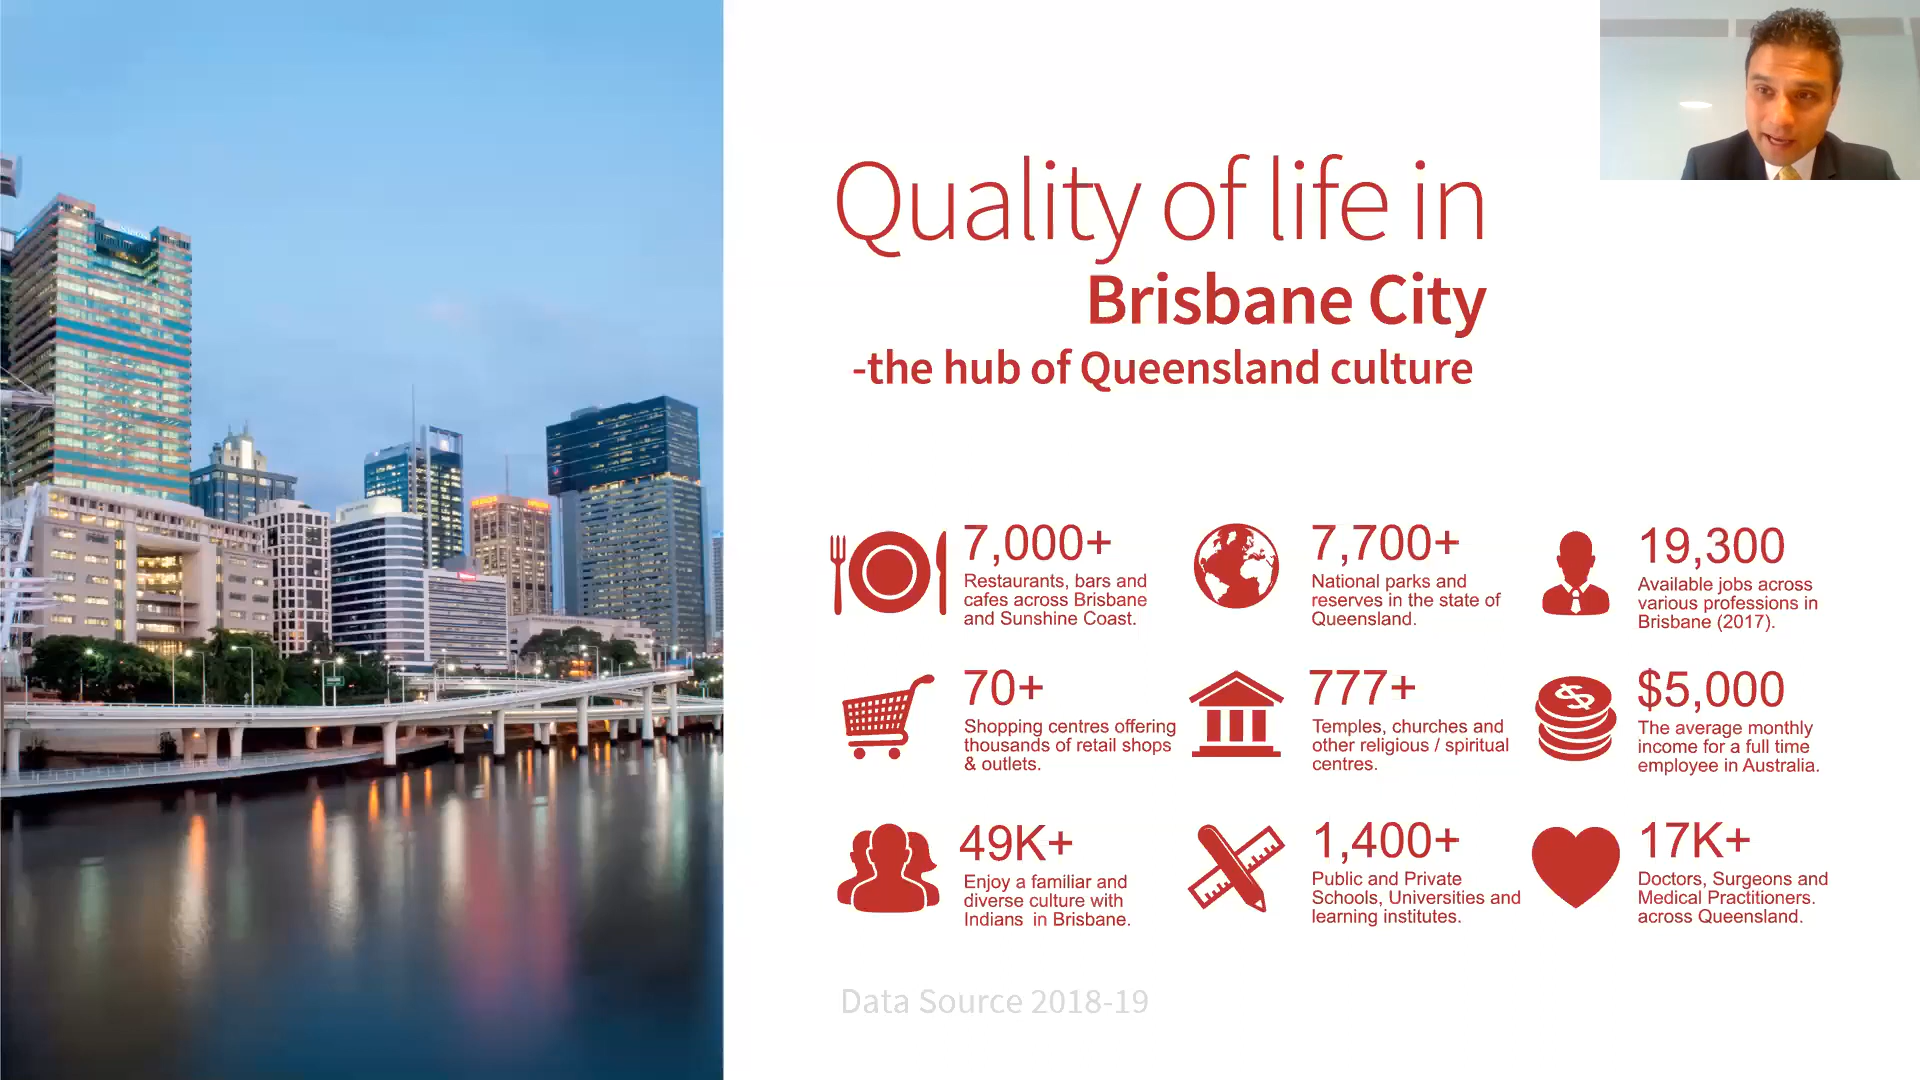 Quality of life in
Brisbane City
-the hub of Queensland culture
7,000+
Restaurants, bars and
cafes across Brisbane
and Sunshine Coast.
7,700+
National parks and
reserves in the state of
Queensland.
19,300
Available jobs across
various professions in
Brisbane (2017).
70+
Shopping centres offering
thousands of retail shops
& outlets.
777+
Temples, churches and
other religious / spiritual
centres.
$5,000
The average monthly
income for a full time
employee in Australia.
49K+
Enjoy a familiar and
diverse culture with
Indians in Brisbane.
1,400+
Public and Private
Schools, Universities and
learning institutes.
17K+
Doctors, Surgeons and
Medical Practitioners.
across Queensland.
Data Source 2018-19